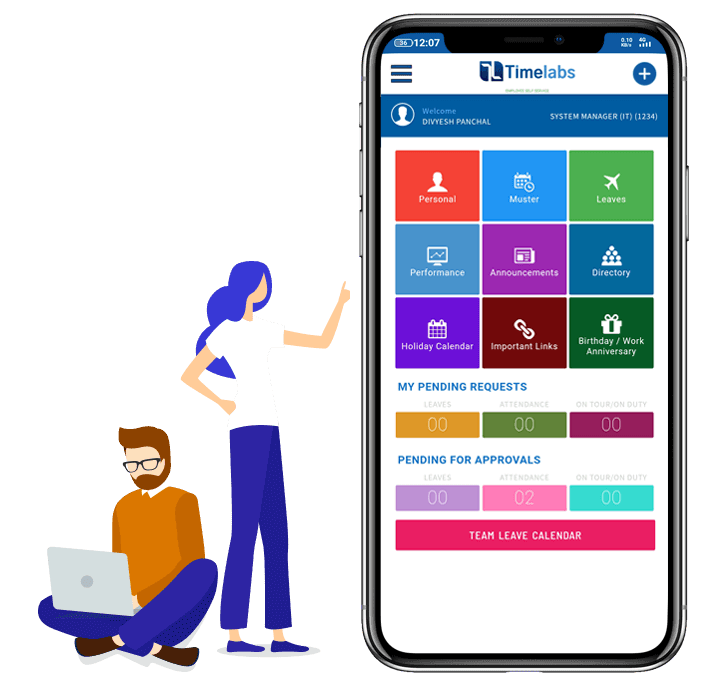 36 12:07
0.10
KB/s
4G
Timelabs
EMPLOYEE SELF SERVICE
Welcome
DIVYESH PANCHAL
SYSTEM MANAGER (IT) (1234)
Personal
Muster
Leaves
Performance
Announcements
Directory
Holiday Calendar
Important Links
Birthday / Work
Anniversary
MY PENDING REQUESTS
LEAVES
ATTENDANCE
ON TOUR/ON DUTY
00
00
00
PENDING FOR APPROVALS
LEAVES
ATTENDANCE
ON TOUR/ON DUTY
00
02
00
TEAM LEAVE CALENDAR